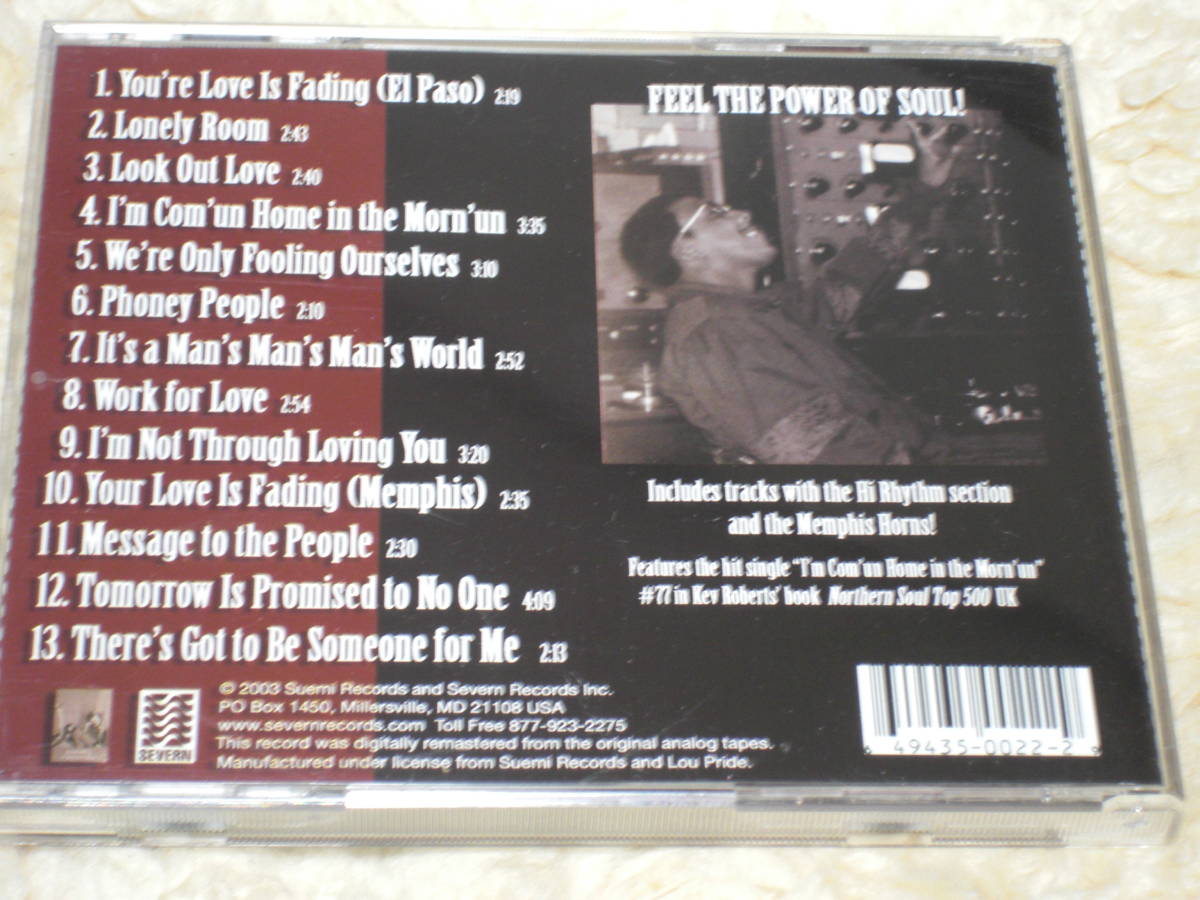 1. You're Love Is Fading (El Paso) 2:19
2. Lonely Room 2:43
3. Look Out Love 2:40
4. I'm Com'un Home in the Morn'un 3:35
5. We're Only Fooling Ourselves 3:10
6. Phoney People 2:10
7. It's a Man's Man's Man's World 2:52
8. Work for Love 2:54
9. I'm Not Through Loving You 3:20
10. Your Love Is Fading (Memphis) 2:35
11. Message to the People 2:30
12. Tomorrow Is Promised to No One 4:09
13. There's Got to Be Someone for Me 2:13
FEEL THE POWER OF SOUL!
Includes tracks with the Hi Rhythm section
and the Memphis Horns!
Features the hit single "I'm Com'un Home in the Morn'un"
#77 in Kev Roberts' book Northern Soul Top 500 UK
SEVERN
© 2003 Suemi Records and Severn Records Inc.
PO Box 1450, Millersville, MD 21108 USA
www.severnrecords.com Toll Free 877-923-2275
This record was digitally remastered from the original analog tapes.
Manufactured under license from Suemi Records and Lou Pride.
6 49435-0022-2 9